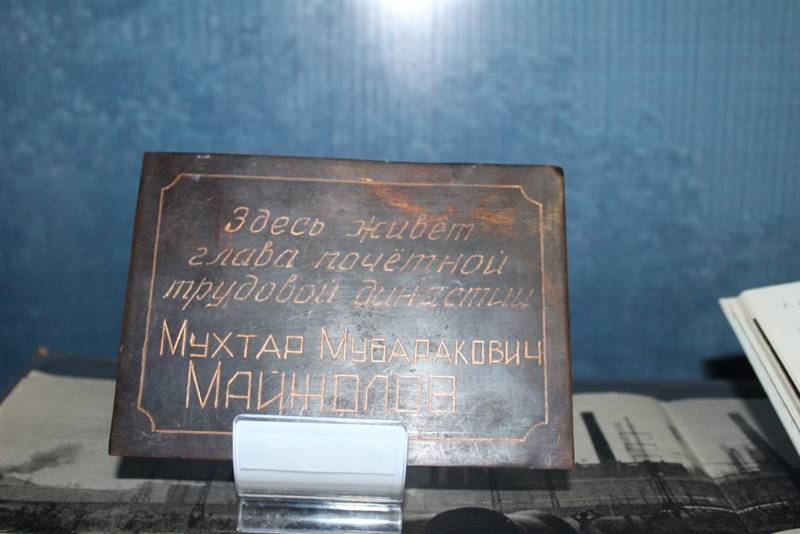 Здесь живет
глава почётной
трудовой династии
Мухтар Мубаракович
Майжолов